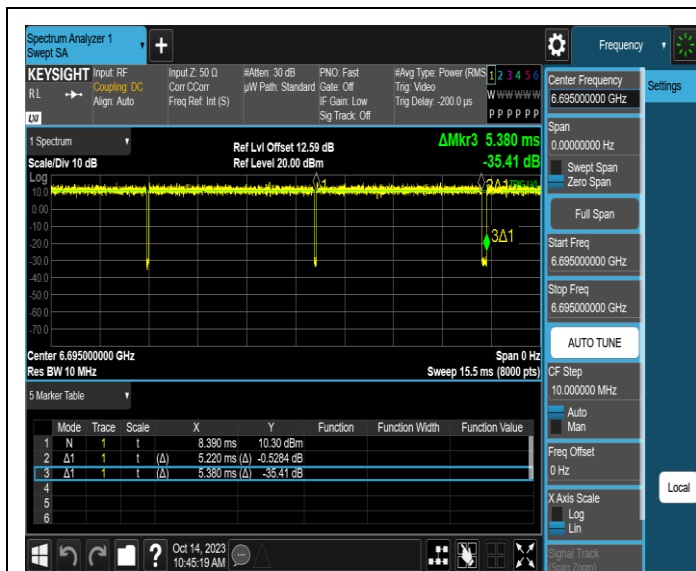 Spectrum Analyzer 1
Swept SA
+
Frequency
KEYSIGHT
RL
LXI
Input: RF
Coupling: DC
Align: Auto
Input Z: 50 Ω
Corr CCorr
Freq Ref: Int (S)
#Atten: 30 dB
µW Path: Standard
PNO: Fast
Gate: Off
IF Gain: Low
Sig Track: Off
#Avg Type: Power (RMS
Trig: Video
Trig Delay: -200.0 µs
1 2 3 4 5 6
W W W W W W
P P P P P P
Center Frequency
6.695000000 GHz
Settings
Span
0.00000000 Hz
Swept Span
Zero Span
Full Span
Start Freq
6.695000000 GHz
Stop Freq
6.695000000 GHz
AUTO TUNE
CF Step
10.000000 MHz
Auto
Man
Freq Offset
0 Hz
X Axis Scale
Log
Lin
Signal Track
(Span Zoom)
Local
1 Spectrum
Scale/Div 10 dB
Ref Lvl Offset 12.59 dB
Ref Level 20.00 dBm
ΔMkr3 5.380 ms
-35.41 dB
Log
10.0
0.00
-10.0
-20.0
-30.0
-40.0
-50.0
-60.0
-70.0
1
2Δ1
3Δ1
Center 6.695000000 GHz
Res BW 10 MHz
Span 0 Hz
Sweep 15.5 ms (8000 pts)
5 Marker Table
Mode Trace Scale X Y Function Function Width Function Value
1 N 1 t 8.390 ms 10.30 dBm
2 Δ1 1 t (Δ) 5.220 ms (Δ) -0.5284 dB
3 Δ1 1 t (Δ) 5.380 ms (Δ) -35.41 dB
4
5
6
?
Oct 14, 2023
10:45:19 AM